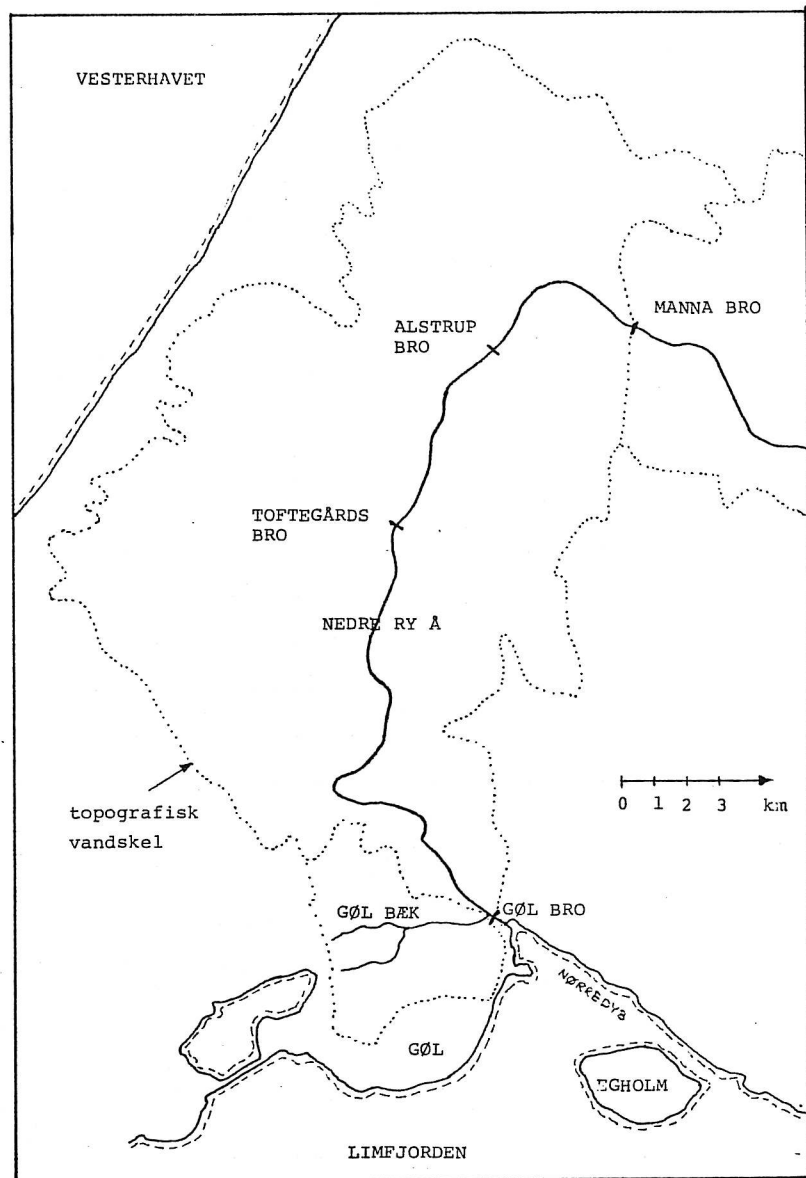 VESTERHAVET
MANNA BRO
ALSTRUP
BRO
TOFTEGÅRDS
BRO
NEDRE RY Å
topografisk
vandskel
0 1 2 3 km
GØL BÆK
GØL BRO
NØRREDYB
GØL
EGHOLM
LIMFJORDEN